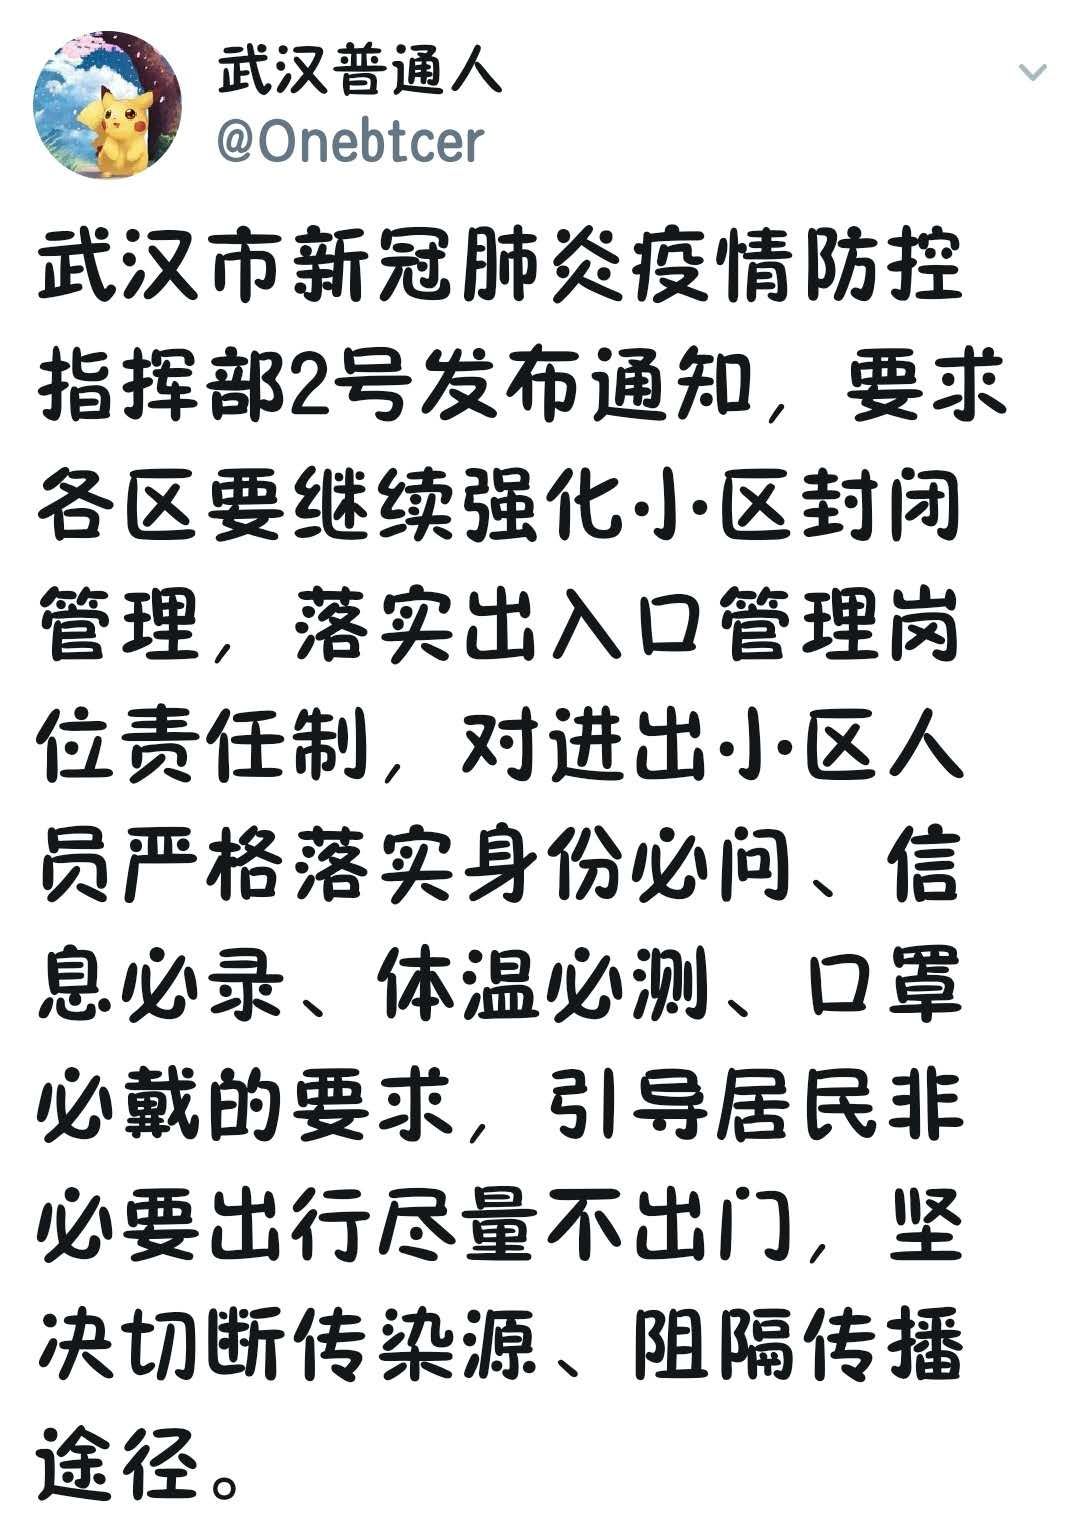 武汉普通人
@Onebtcer
武汉市新冠肺炎疫情防控
指挥部2号发布通知，要求
各区要继续强化小区封闭
管理，落实出入口管理岗
位责任制，对进出小区人
员严格落实身份必问、信
息必录、体温必测、口罩
必戴的要求，引导居民非
必要出行尽量不出门，坚
决切断传染源、阻隔传播
途径。